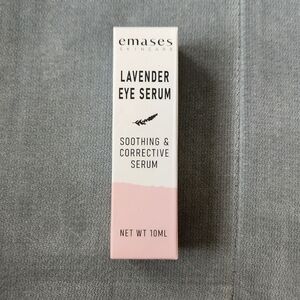 emases
SKINCARE
LAVENDER
EYE SERUM
SOOTHING &
CORRECTIVE
SERUM
NET WT 10ML